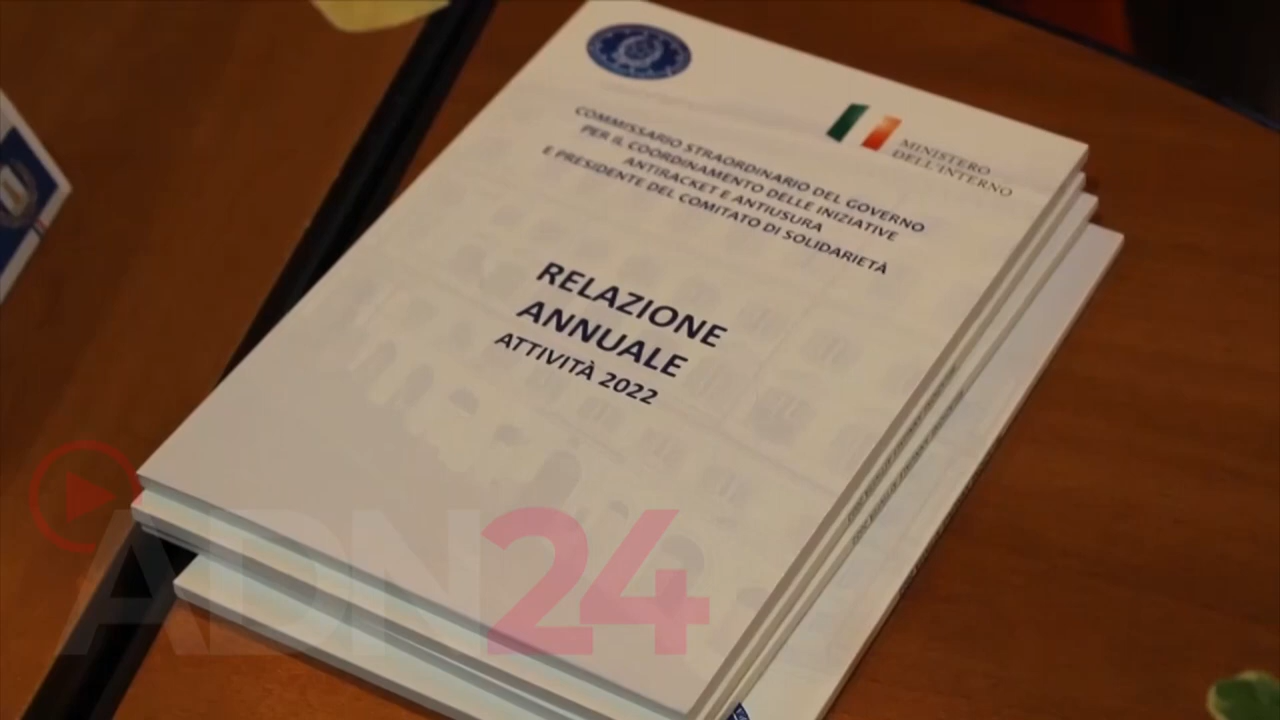 MINISTERO
DELL'INTERNO
COMMISSARIO STRAORDINARIO DEL GOVERNO
PER IL COORDINAMENTO DELLE INIZIATIVE
ANTIRACKET E ANTIUSURA
E PRESIDENTE DEL COMITATO DI SOLIDARIETÀ
RELAZIONE
ANNUALE
ATTIVITÀ 2022
ADN24